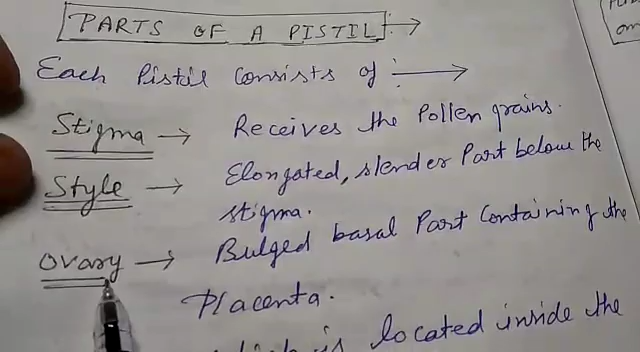 PARTS OF A PISTIL →
Each Pistil consists of :→
Stigma → Receives the Pollen grains.
Style → Elongated, slender Part below the
stigma.
Ovary → Bulged basal Part Containing the
Placenta.
is located inside the